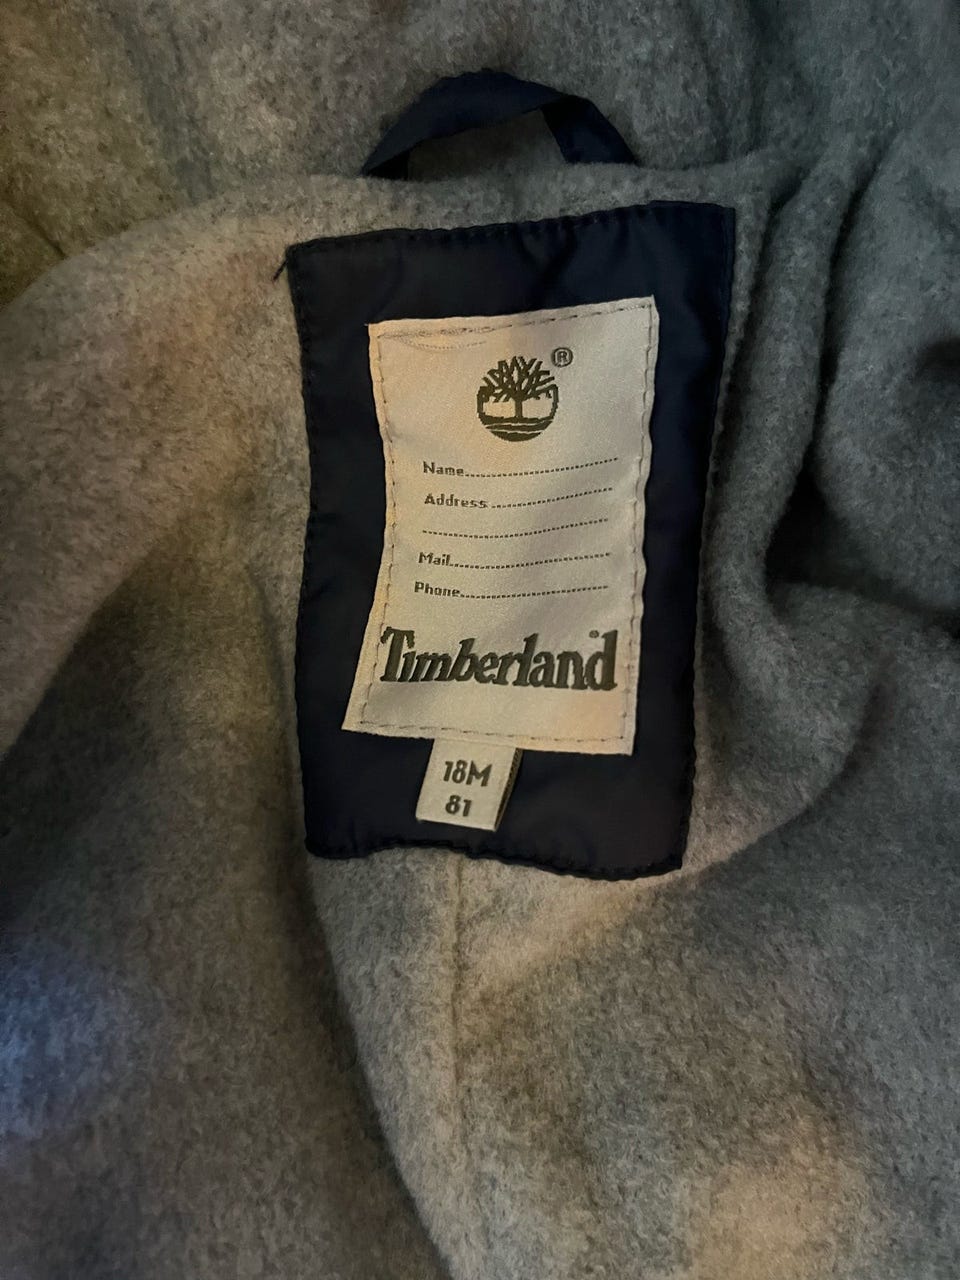 ®
Name
Address
Mail
Phone
Timberland
18M
81